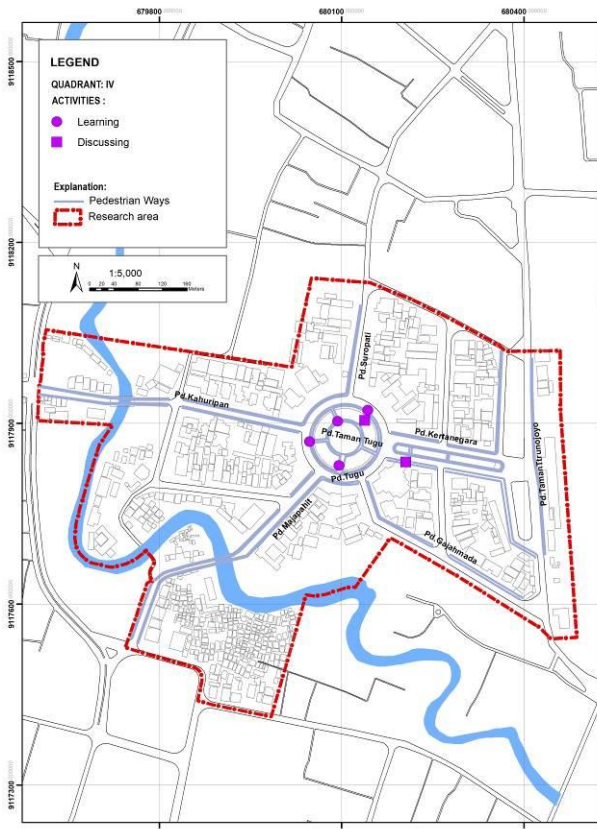 679800 680100 680400
9118500
9118200
9117900
9117600
9117300
LEGEND
QUADRANT: IV
ACTIVITIES :
Learning
Discussing
Explanation:
Pedestrian Ways
Research area
N
1:5,000
0 20 40 80 120 160
Meters
Pd.Suropati
Pd.Kahuripan
Pd.Taman Tugu
Pd.Kertanegara
Pd.Tugu
Pd.Majapahit
Pd.Gajahmada
Pd.TamanTrunojoyo